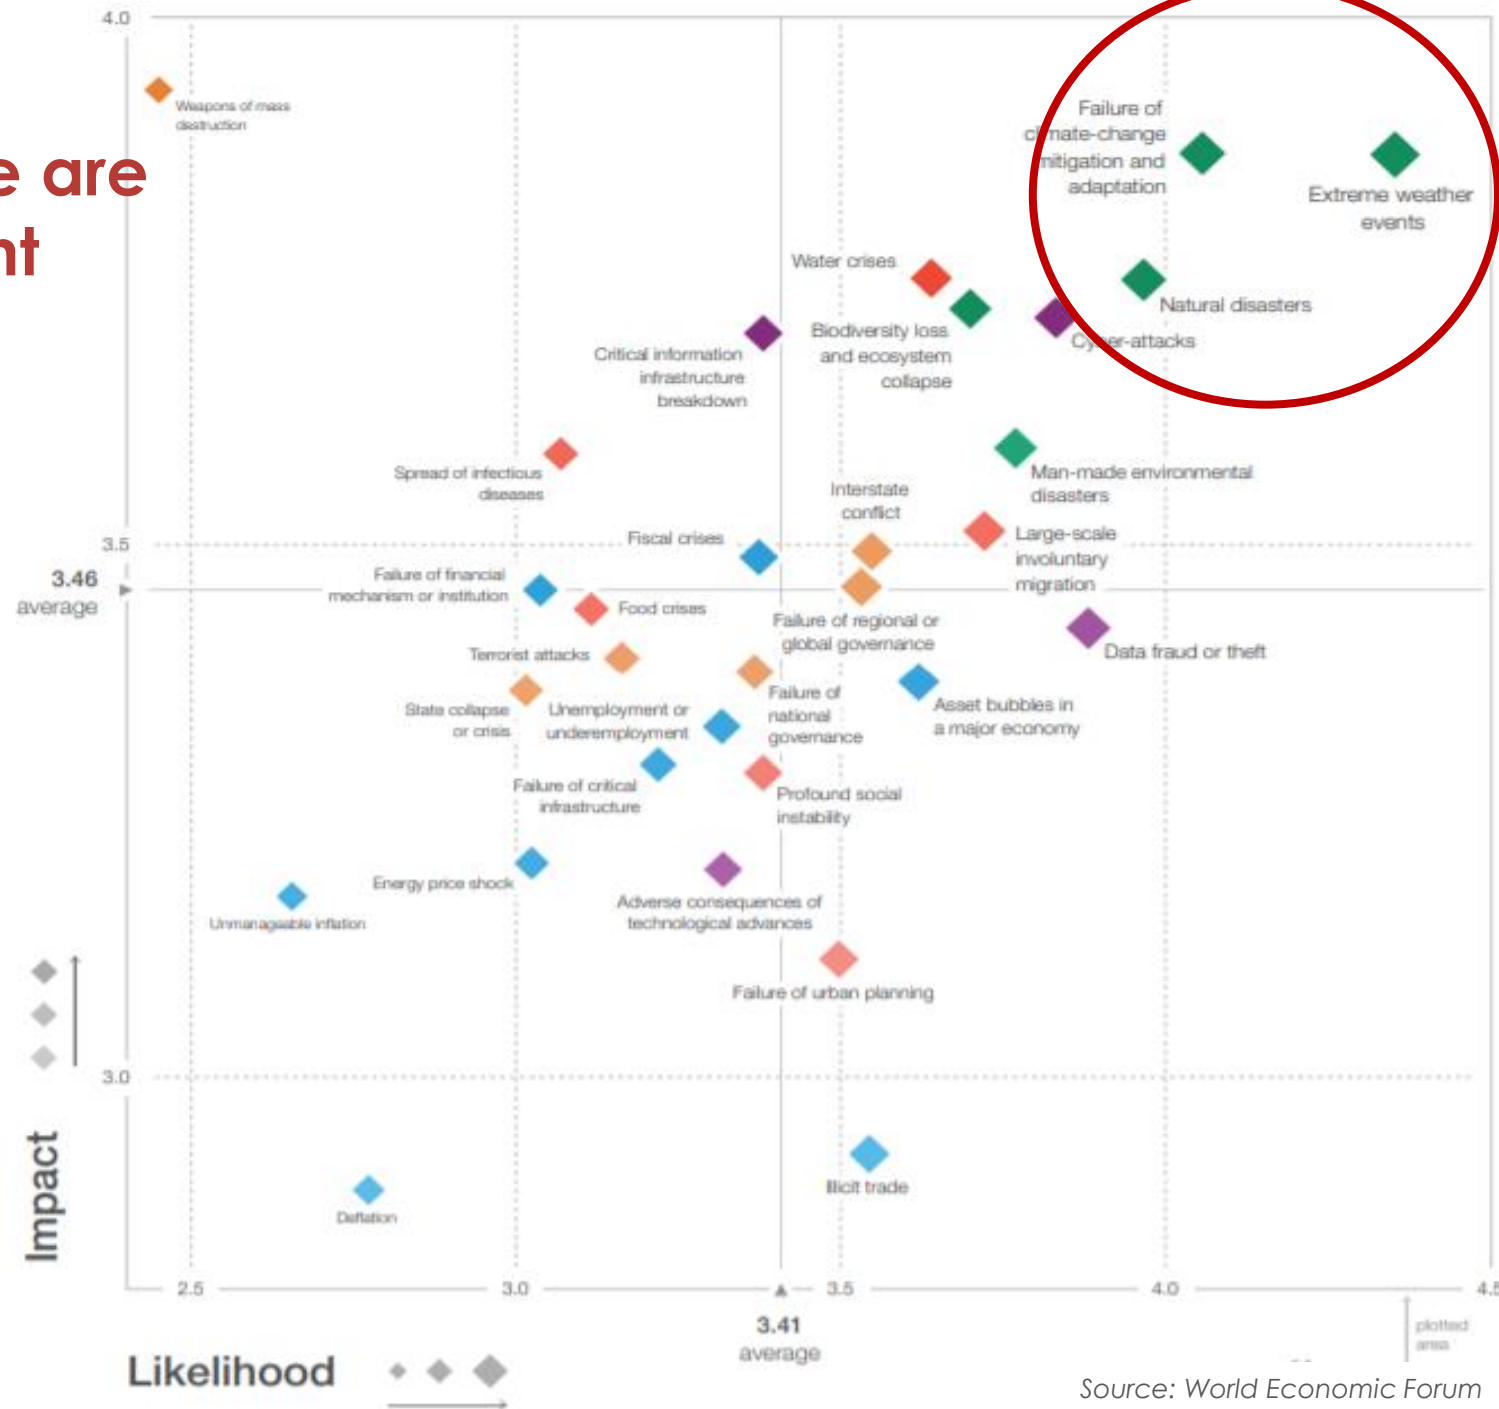 4.0
Weapons of mass
destruction
e are
nt
Failure of
climate-change
mitigation and
adaptation
Extreme weather
events
Water crises
Natural disasters
Biodiversity loss
and ecosystem
collapse
Cyber-attacks
Critical information
infrastructure
breakdown
Spread of infectious
diseases
Man-made environmental
disasters
Interstate
conflict
Large-scale
involuntary
migration
Fiscal crises
3.5
3.46
average
Failure of financial
mechanism or institution
Food crises
Failure of regional or
global governance
Data fraud or theft
Terrorist attacks
State collapse
or crisis
Unemployment or
underemployment
Failure of
national
governance
Asset bubbles in
a major economy
Failure of critical
infrastructure
Profound social
instability
Energy price shock
Adverse consequences of
technological advances
Unmanageable inflation
Failure of urban planning
3.0
Impact
Illicit trade
Deflation
2.5
3.0
3.5
4.0
4.5
3.41
average
plotted
area
Likelihood
Source: World Economic Forum